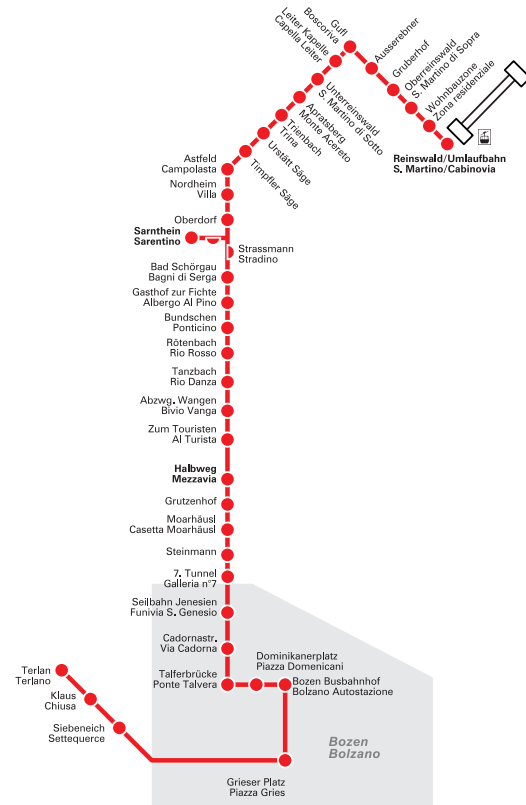 Gufl
Boscoriva
Leiter Kapelle
Capella Leiter
Ausserebner
Gruberhof
Oberreinswald
S. Martino di Sopra
Wohnbauzone
Zona residenziale
Reinswald/Umlaufbahn
S. Martino/Cabinovia
Unterreinswald
S. Martino di Sotto
Apratsberg
Monte Acereto
Trienbach
Trina
Urstätt Säge
Timpfler Säge
Astfeld
Campolasta
Nordheim
Villa
Oberdorf
Sarnthein
Sarentino
Strassmann
Stradino
Bad Schörgau
Bagni di Serga
Gasthof zur Fichte
Albergo Al Pino
Bundschen
Ponticino
Rötenbach
Rio Rosso
Tanzbach
Rio Danza
Abzwg. Wangen
Bivio Vanga
Zum Touristen
Al Turista
Halbweg
Mezzavia
Grutzenhof
Moarhäusl
Casetta Moarhäusl
Steinmann
7. Tunnel
Galleria n°7
Seilbahn Jenesien
Funivia S. Genesio
Cadornastr.
Via Cadorna
Talferbrücke
Ponte Talvera
Dominikanerplatz
Piazza Domenicani
Bozen Busbahnhof
Bolzano Autostazione
Terlan
Terlano
Klaus
Chiusa
Siebeneich
Settequerce
Grieser Platz
Piazza Gries
Bozen
Bolzano